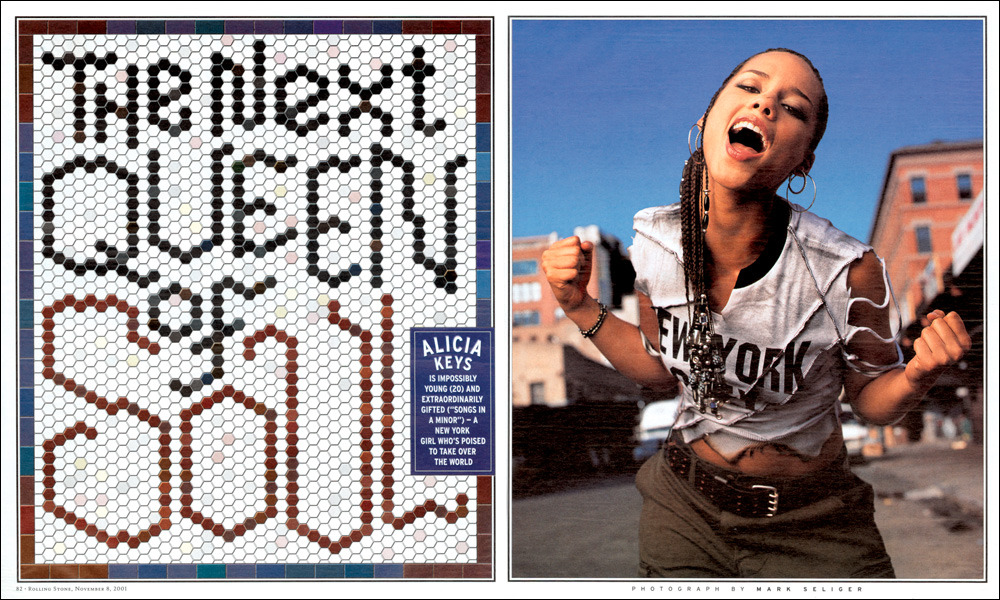 The Next
QUEEN
OF
SOUL
ALICIA
KEYS
IS IMPOSSIBLY
YOUNG (20) AND
EXTRAORDINARILY
GIFTED ("SONGS IN
A MINOR") – A
NEW YORK
GIRL WHO'S POISED
TO TAKE OVER
THE WORLD
EW YORK
82 · ROLLING STONE, NOVEMBER 8, 2001
PHOTOGRAPH BY MARK SELIGER